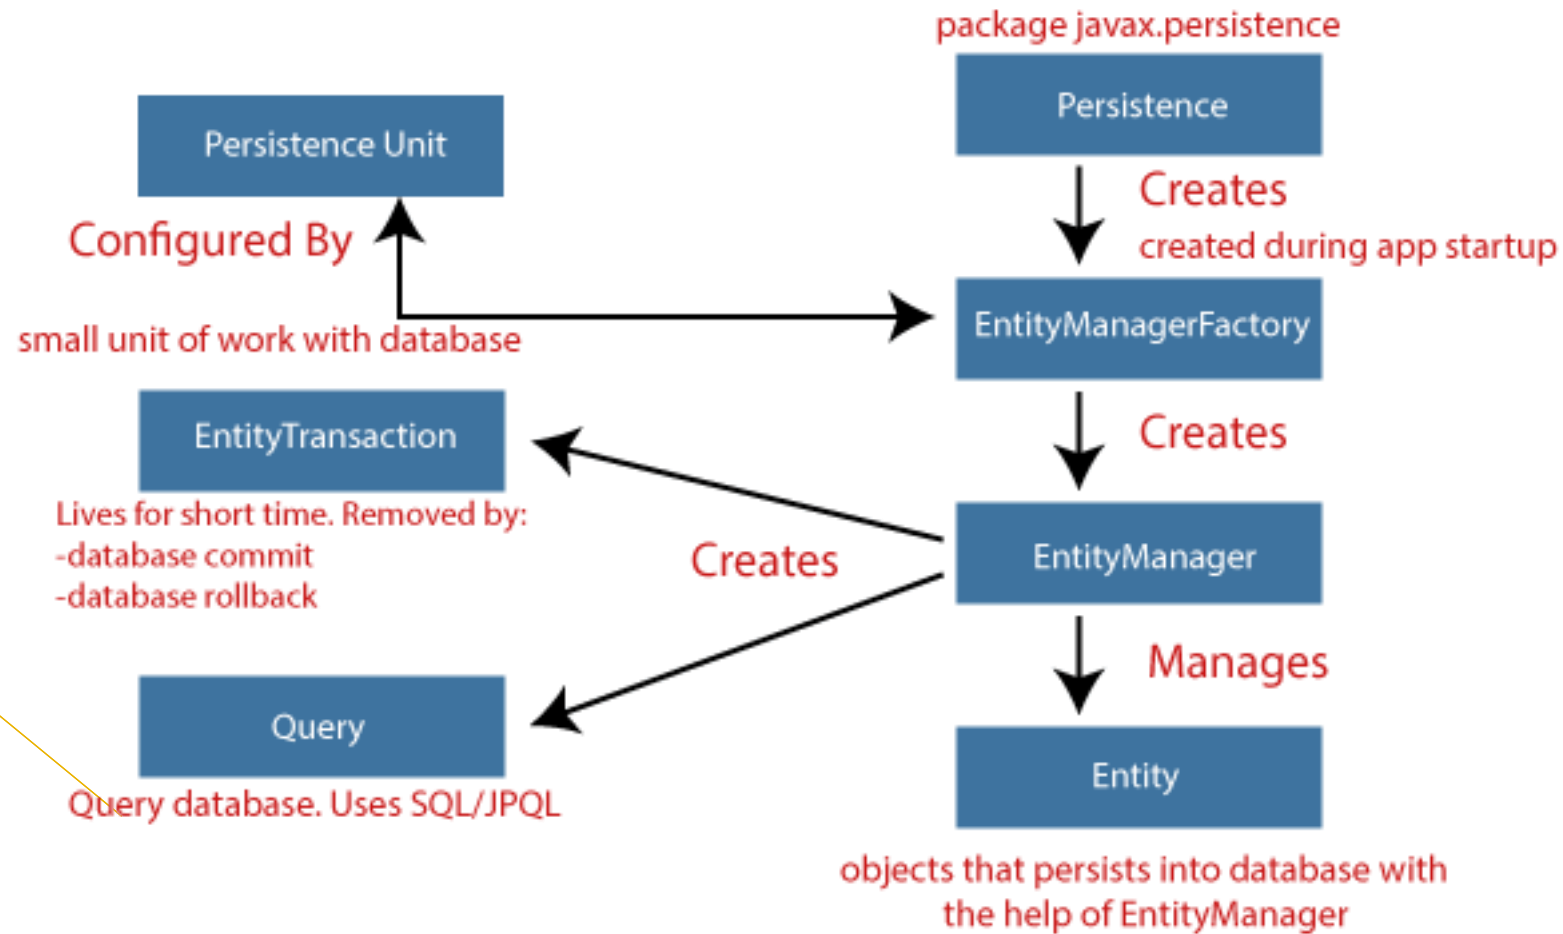 package javax.persistence
Persistence
Persistence Unit
Creates
Configured By
created during app startup
EntityManagerFactory
small unit of work with database
EntityTransaction
Creates
Lives for short time. Removed by:
-database commit
-database rollback
Creates
EntityManager
Manages
Query
Entity
Query database. Uses SQL/JPQL
objects that persists into database with
the help of EntityManager